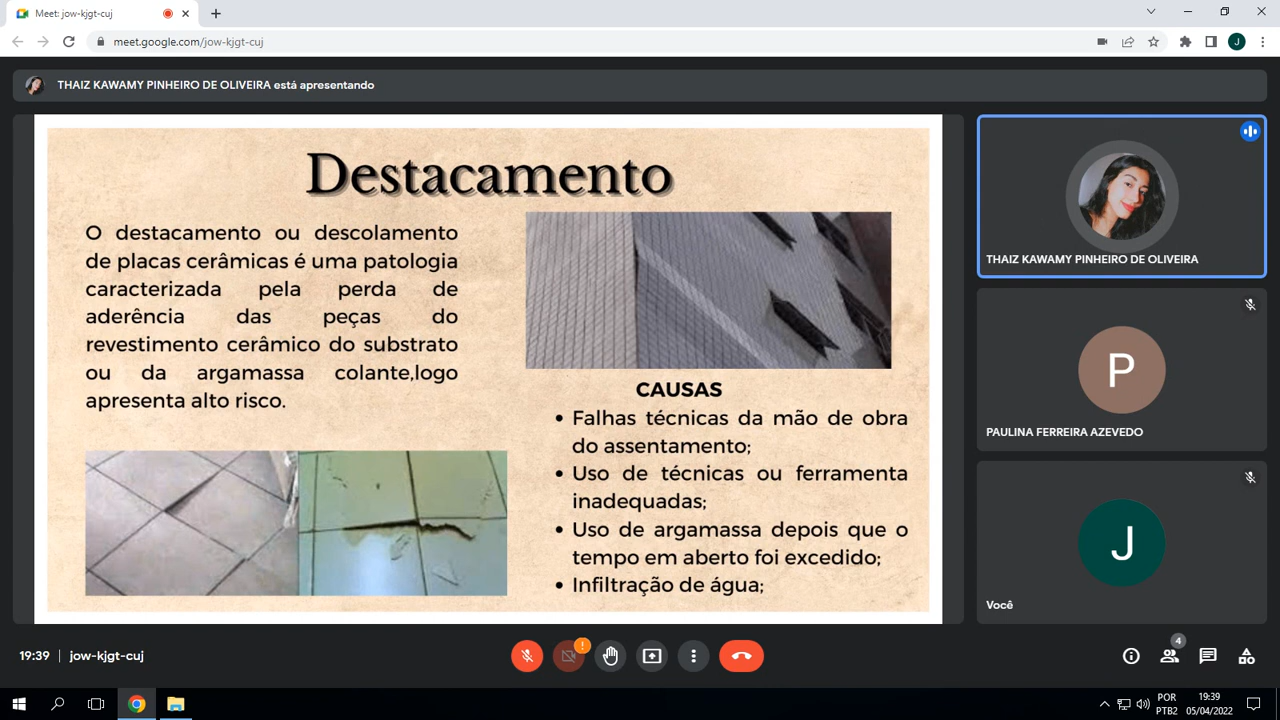 Meet: jow-kjgt-cuj
meet.google.com/jow-kjgt-cuj
J
THAIZ KAWAMY PINHEIRO DE OLIVEIRA está apresentando
Destacamento
O destacamento ou descolamento
de placas cerâmicas é uma patologia
caracterizada pela perda de
aderência das peças do
revestimento cerâmico do substrato
ou da argamassa colante,logo
apresenta alto risco.
CAUSAS
• Falhas técnicas da mão de obra
do assentamento;
• Uso de técnicas ou ferramenta
inadequadas;
• Uso de argamassa depois que o
tempo em aberto foi excedido;
• Infiltração de água;
THAIZ KAWAMY PINHEIRO DE OLIVEIRA
P
PAULINA FERREIRA AZEVEDO
J
Você
19:39 | jow-kjgt-cuj
!
4
POR
PTB2
19:39
05/04/2022